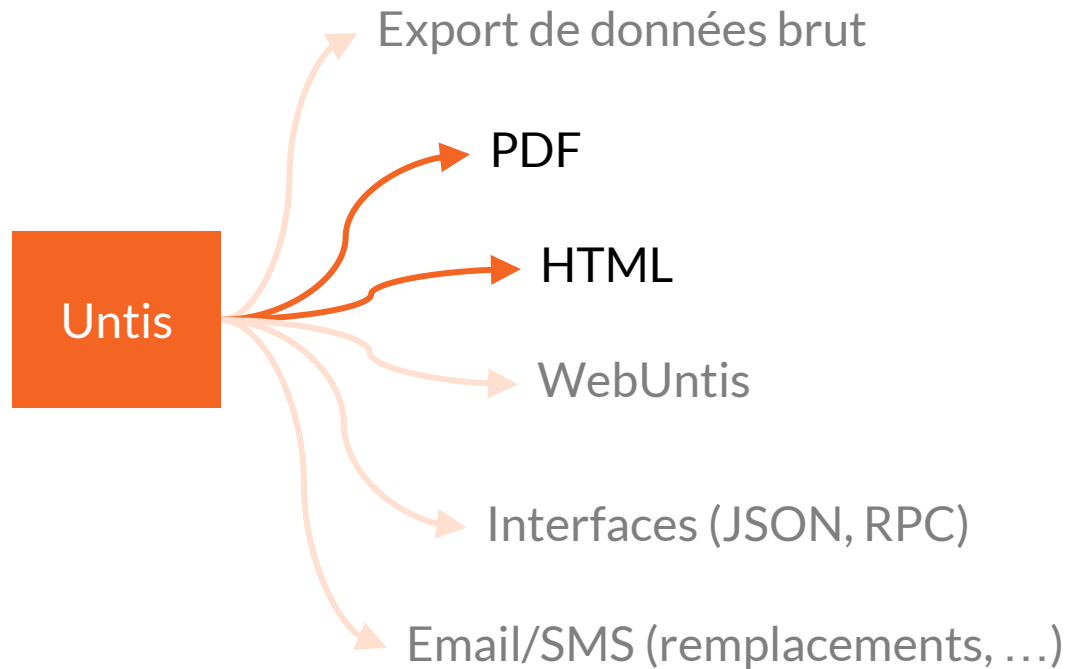 Export de données brut
PDF
HTML
Untis
WebUntis
Interfaces (JSON, RPC)
Email/SMS (remplacements, …)